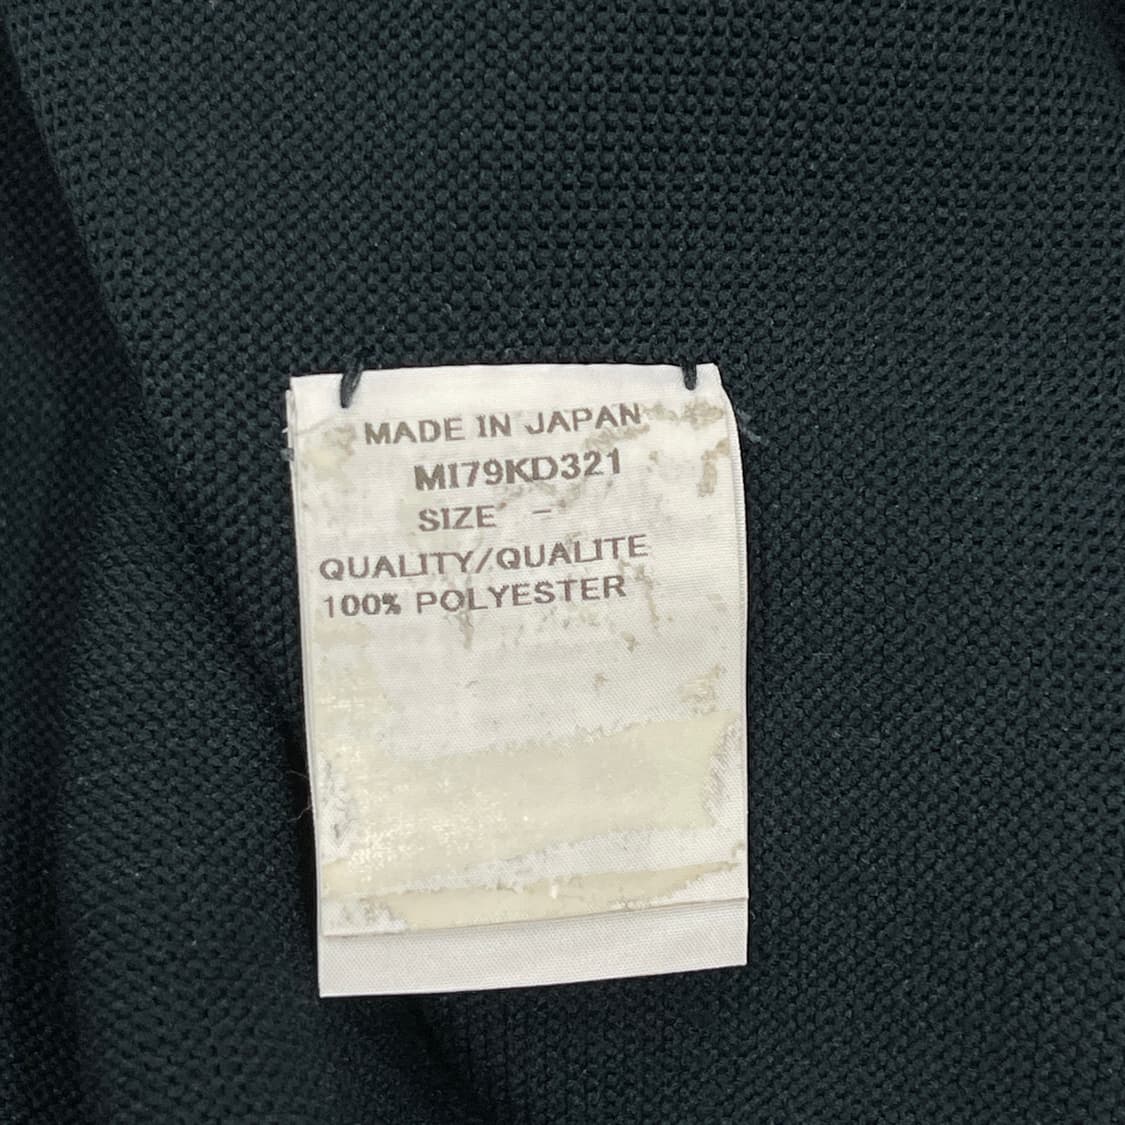 MADE IN JAPAN
MI79KD321
SIZE -
QUALITY/QUALITE
100% POLYESTER